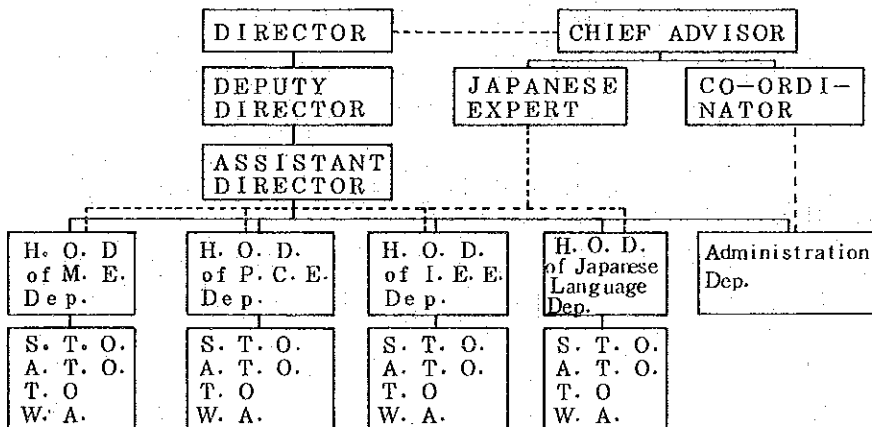 DIRECTOR
CHIEF ADVISOR
DEPUTY
DIRECTOR
JAPANESE
EXPERT
CO-ORDI-
NATOR
ASSISTANT
DIRECTOR
H. O. D
of M. E.
Dep.
H. O. D.
of P. C. E.
Dep.
H. O. D.
of I. E. E.
Dep.
H. O. D.
of Japanese
Language
Dep.
Administration
Dep.
S. T. O.
A. T. O.
T. O
W. A.
S. T. O.
A. T. O.
T. O
W. A.
S. T. O.
A. T. O.
T. O
W. A.
S. T. O.
A. T. O.
T. O
W. A.